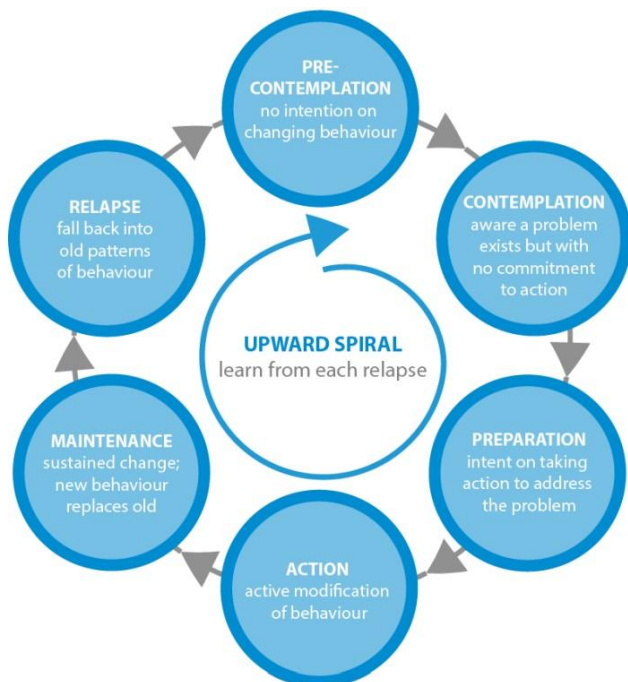 PRE-
CONTEMPLATION
no intention on
changing behaviour
CONTEMPLATION
aware a problem
exists but with
no commitment
to action
PREPARATION
intent on taking
action to address
the problem
ACTION
active modification
of behaviour
MAINTENANCE
sustained change;
new behaviour
replaces old
RELAPSE
fall back into
old patterns
of behaviour
UPWARD SPIRAL
learn from each relapse